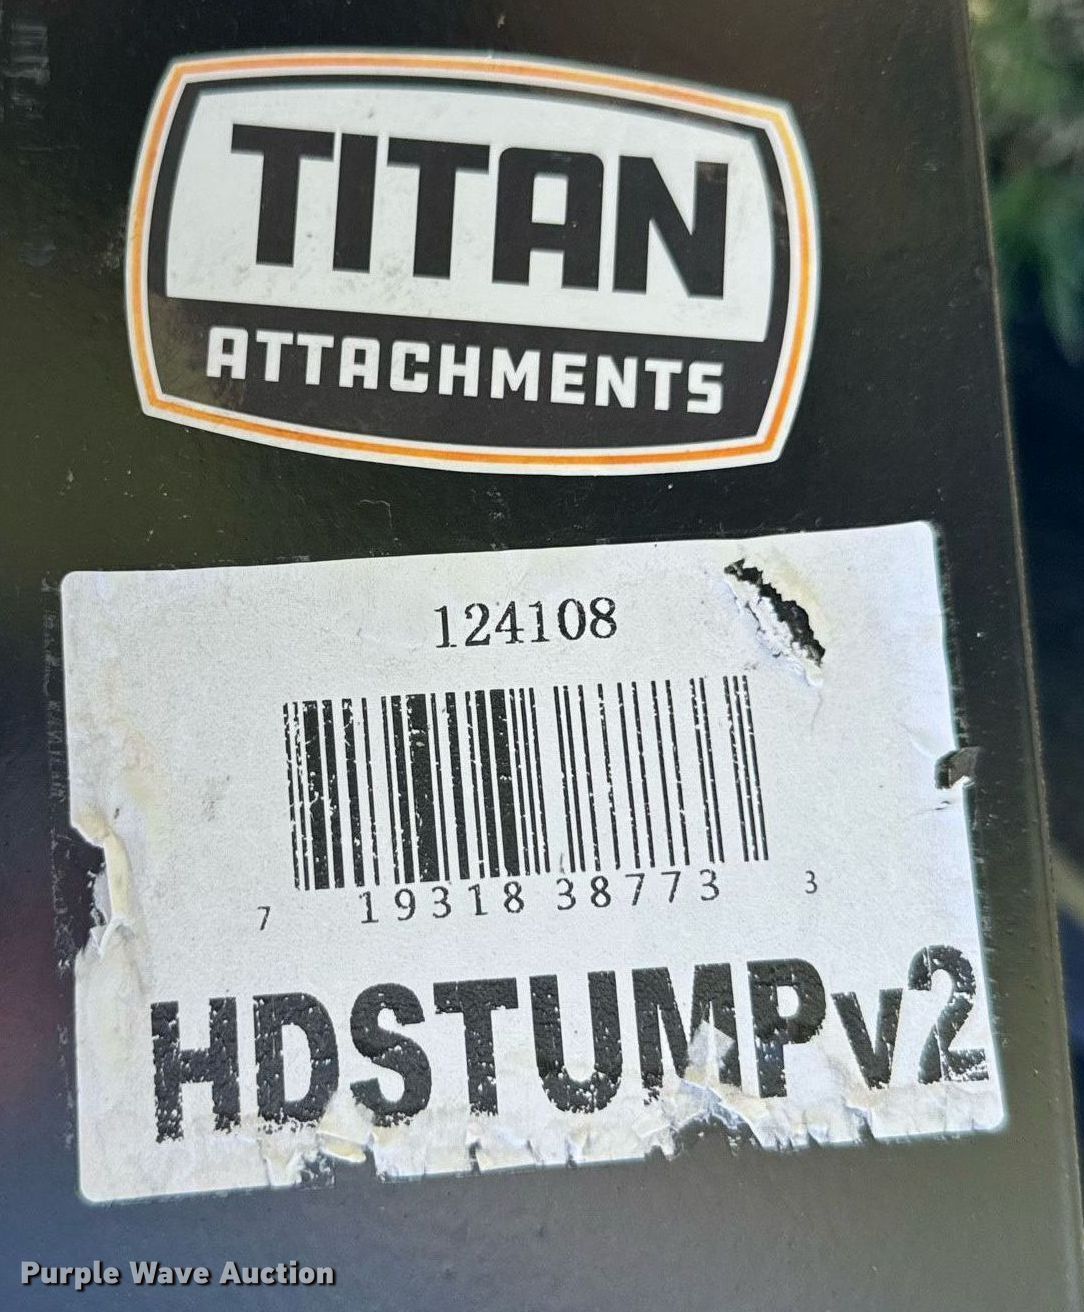 TITAN
ATTACHMENTS
124108
7 19318 38773 3
HDSTUMPv2
Purple Wave Auction